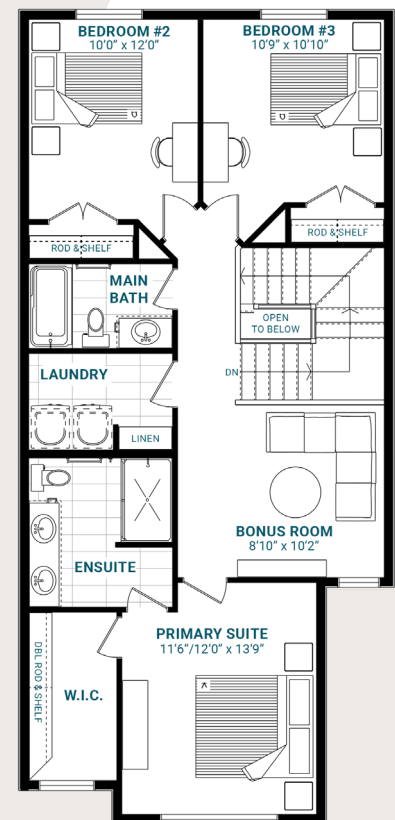 BEDROOM #2
10'0" x 12'0"
BEDROOM #3
10'9" x 10'10"
ROD & SHELF
ROD & SHELF
MAIN
BATH
OPEN
TO BELOW
LAUNDRY
DN
LINEN
BONUS ROOM
8'10" x 10'2"
ENSUITE
PRIMARY SUITE
11'6"/12'0" x 13'9"
DBL ROD & SHELF
W.I.C.